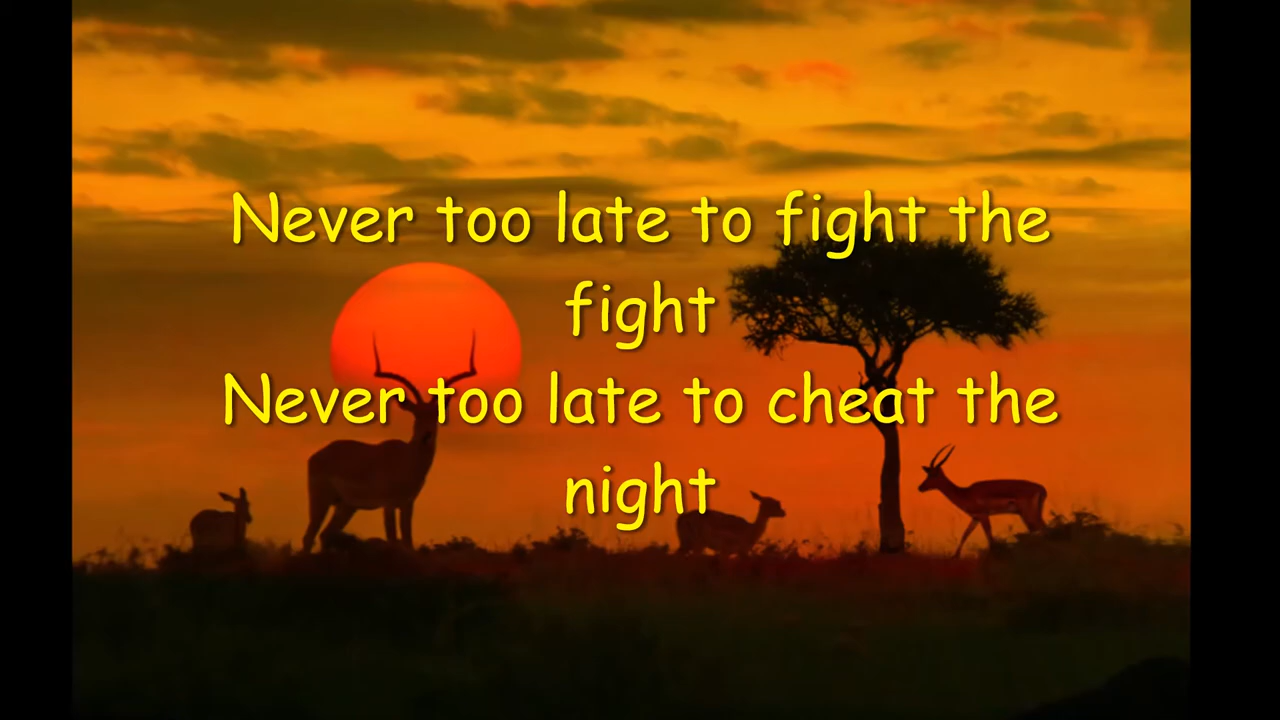 Never too late to fight the
fight
Never too late to cheat the
night